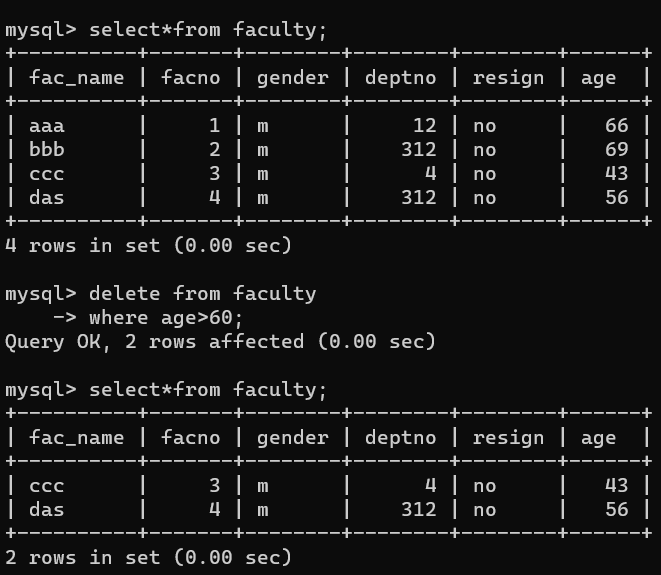 mysql> select*from faculty;
+----------+-------+--------+--------+--------+------+
| fac_name | facno | gender | deptno | resign | age  |
+----------+-------+--------+--------+--------+------+
| aaa      |     1 | m      |     12 | no     |   66 |
| bbb      |     2 | m      |    312 | no     |   69 |
| ccc      |     3 | m      |      4 | no     |   43 |
| das      |     4 | m      |    312 | no     |   56 |
+----------+-------+--------+--------+--------+------+
4 rows in set (0.00 sec)

mysql> delete from faculty
    -> where age>60;
Query OK, 2 rows affected (0.00 sec)

mysql> select*from faculty;
+----------+-------+--------+--------+--------+------+
| fac_name | facno | gender | deptno | resign | age  |
+----------+-------+--------+--------+--------+------+
| ccc      |     3 | m      |      4 | no     |   43 |
| das      |     4 | m      |    312 | no     |   56 |
+----------+-------+--------+--------+--------+------+
2 rows in set (0.00 sec)